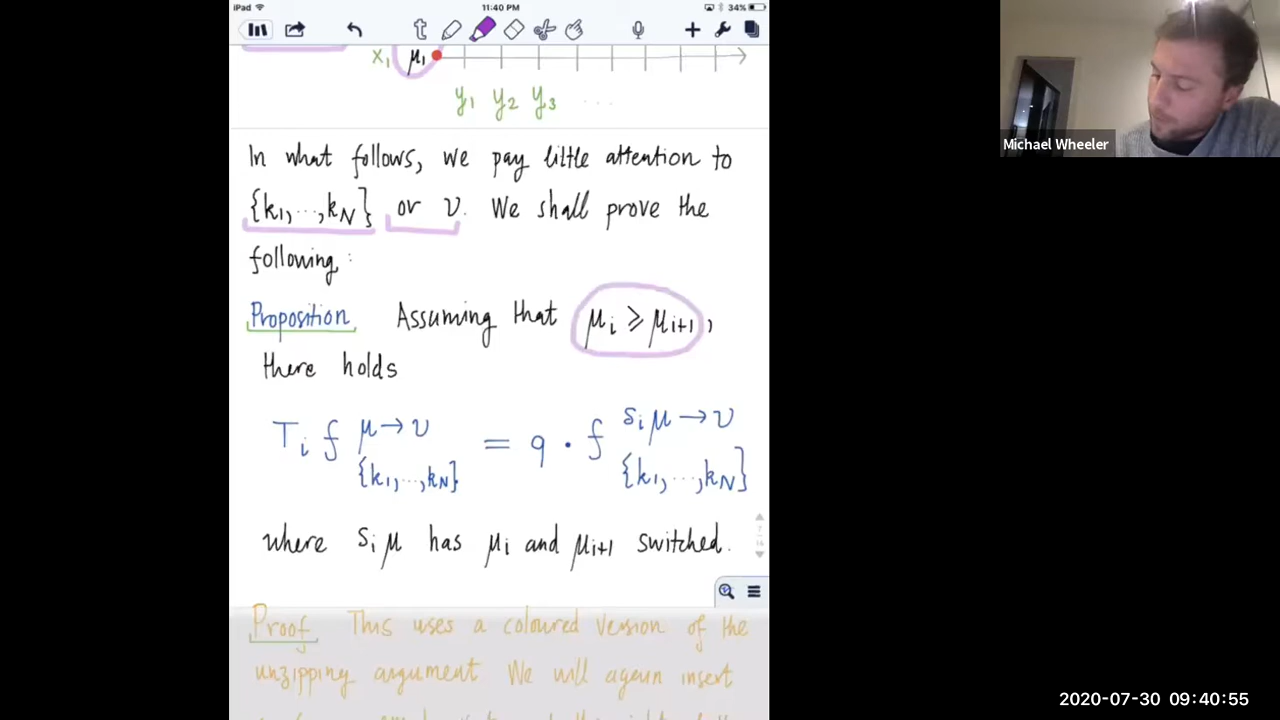 iPad 11:40 PM 34%
t
x₁ μ₁
y₁ y₂ y₃ ...
In what follows, we pay little attention to
{k₁,...,k_N} or ν. We shall prove the
following:
Proposition Assuming that μᵢ ≥ μᵢ₊₁,
there holds
Tᵢ f^{μ→ν}_{{k₁,...,k_N}} = q · f^{sᵢμ→ν}_{{k₁,...,k_N}}
where sᵢμ has μᵢ and μᵢ₊₁ switched.
Proof This uses a coloured version of the
unzipping argument. We will again insert
Michael Wheeler
2020-07-30 09:40:55